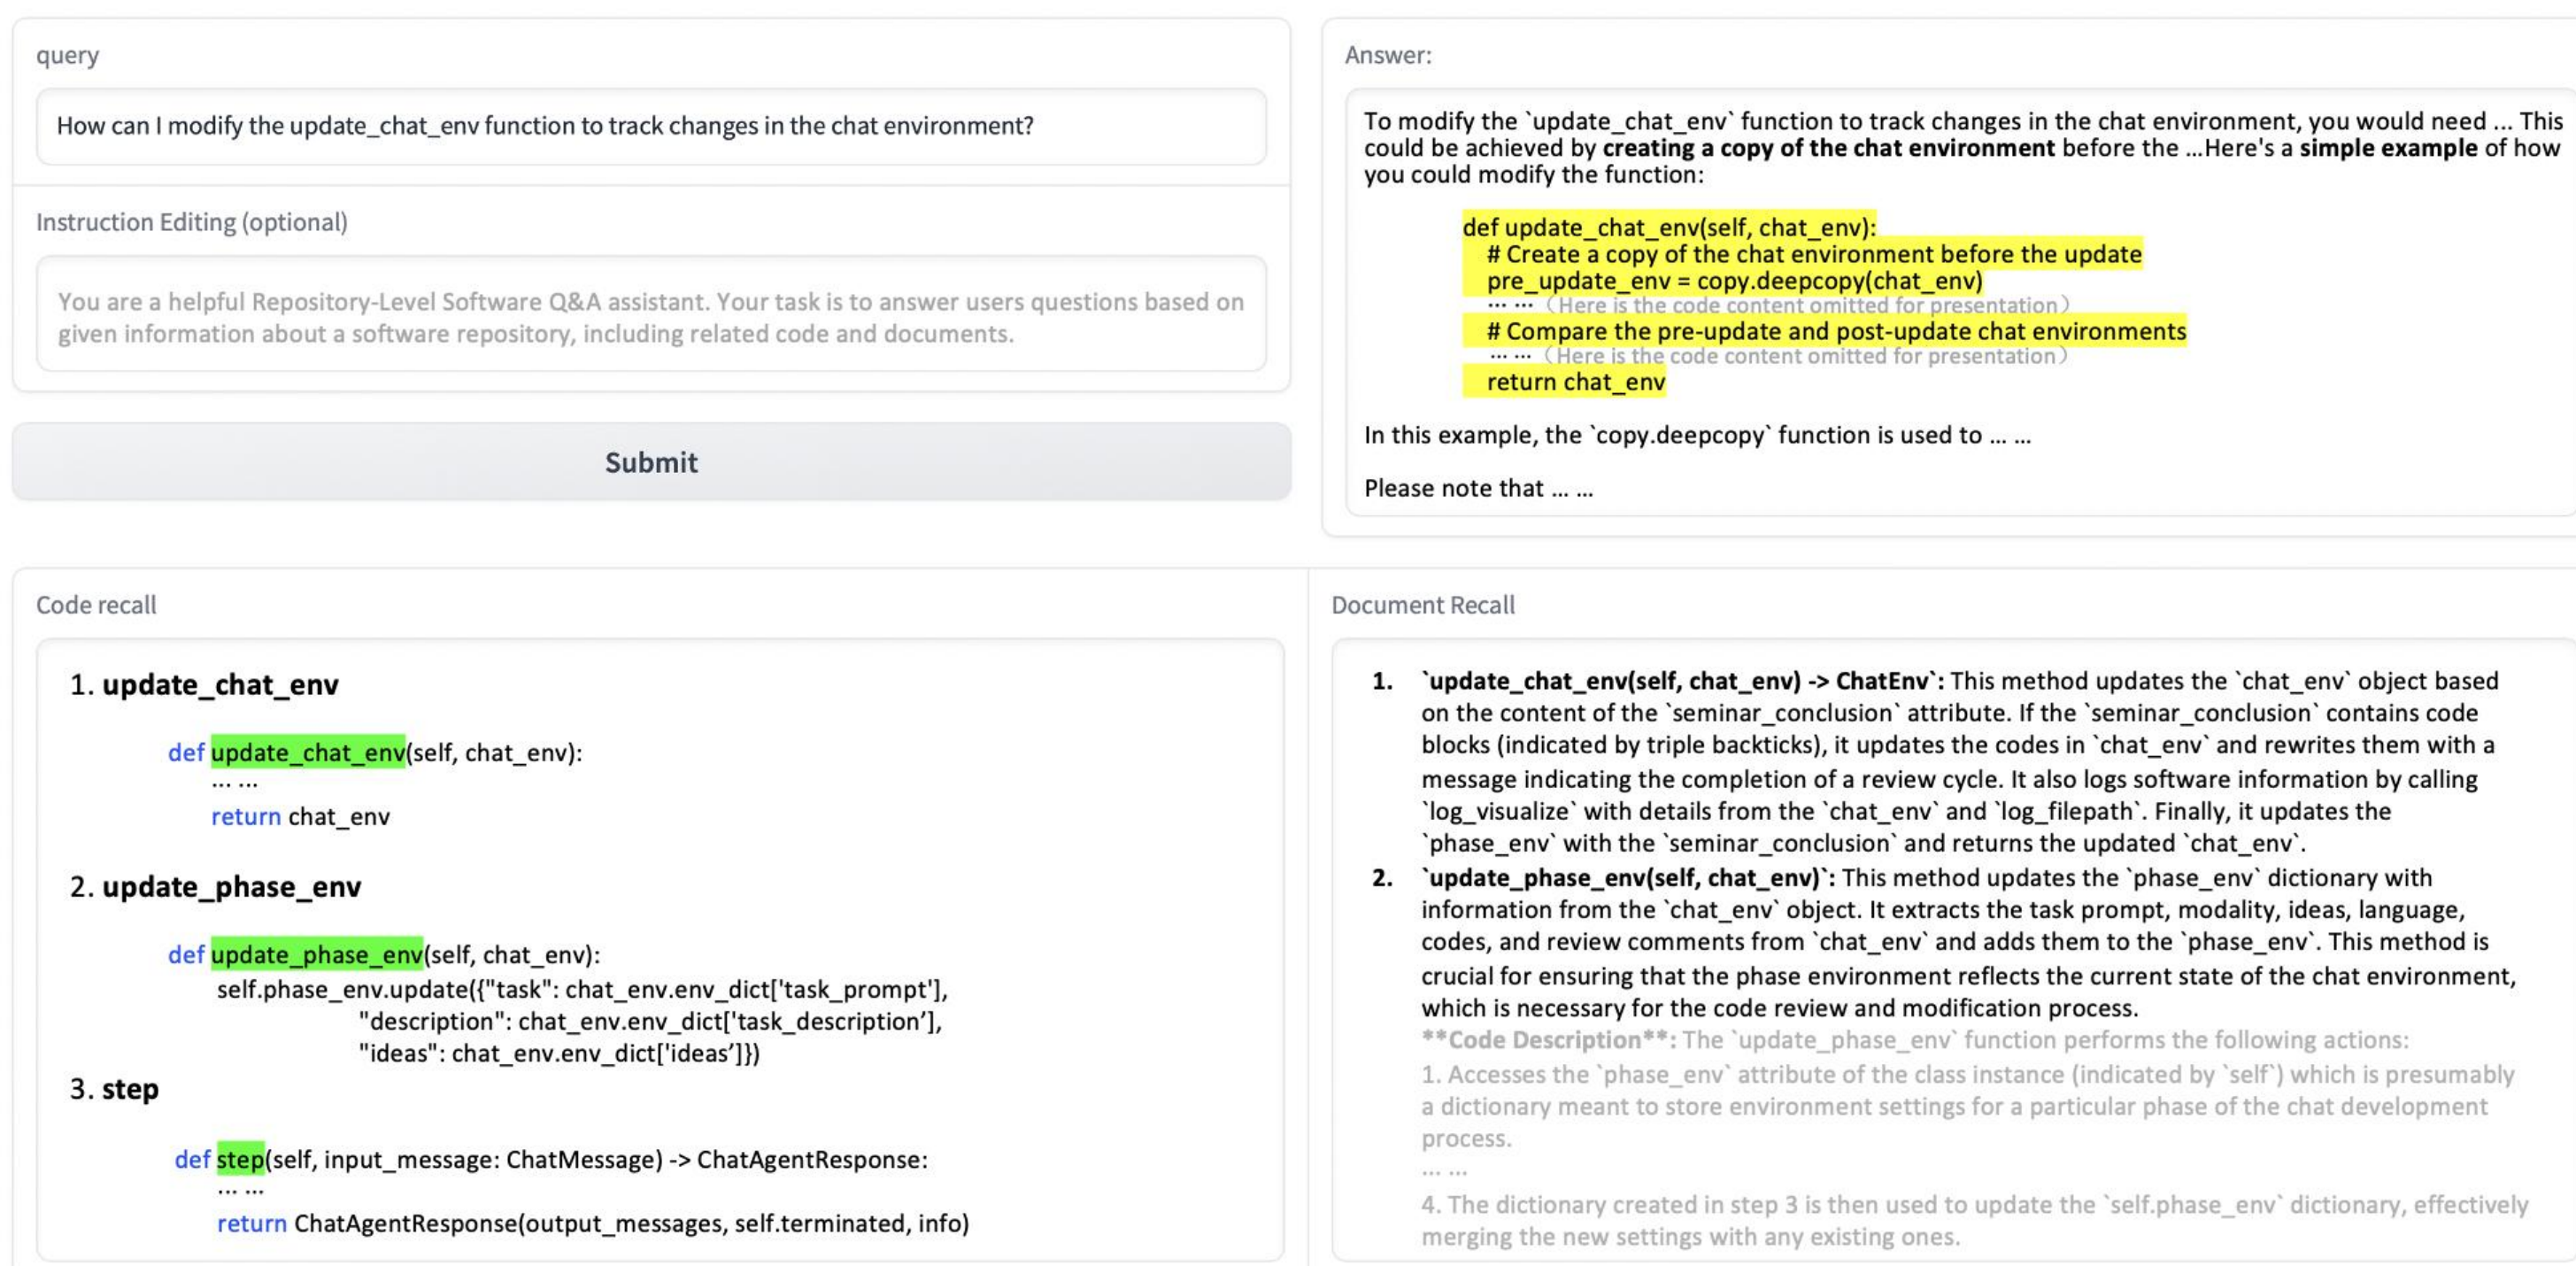 query
How can I modify the update_chat_env function to track changes in the chat environment?
Instruction Editing (optional)
You are a helpful Repository-Level Software Q&A assistant. Your task is to answer users questions based on
given information about a software repository, including related code and documents.
Submit
Answer:
To modify the `update_chat_env` function to track changes in the chat environment, you would need ... This
could be achieved by creating a copy of the chat environment before the ...Here's a simple example of how
you could modify the function:
def update_chat_env(self, chat_env):
# Create a copy of the chat environment before the update
pre_update_env = copy.deepcopy(chat_env)
... ...（Here is the code content omitted for presentation）
# Compare the pre-update and post-update chat environments
... ...（Here is the code content omitted for presentation）
return chat_env
In this example, the `copy.deepcopy` function is used to ... ...
Please note that ... ...
Code recall
1. update_chat_env
def update_chat_env(self, chat_env):
... ...
return chat_env
2. update_phase_env
def update_phase_env(self, chat_env):
self.phase_env.update({"task": chat_env.env_dict['task_prompt'],
"description": chat_env.env_dict['task_description’],
"ideas": chat_env.env_dict['ideas’]})
3. step
def step(self, input_message: ChatMessage) -> ChatAgentResponse:
... ...
return ChatAgentResponse(output_messages, self.terminated, info)
Document Recall
1. `update_chat_env(self, chat_env) -> ChatEnv`: This method updates the `chat_env` object based
on the content of the `seminar_conclusion` attribute. If the `seminar_conclusion` contains code
blocks (indicated by triple backticks), it updates the codes in `chat_env` and rewrites them with a
message indicating the completion of a review cycle. It also logs software information by calling
`log_visualize` with details from the `chat_env` and `log_filepath`. Finally, it updates the
`phase_env` with the `seminar_conclusion` and returns the updated `chat_env`.
2. `update_phase_env(self, chat_env)`: This method updates the `phase_env` dictionary with
information from the `chat_env` object. It extracts the task prompt, modality, ideas, language,
codes, and review comments from `chat_env` and adds them to the `phase_env`. This method is
crucial for ensuring that the phase environment reflects the current state of the chat environment,
which is necessary for the code review and modification process.
**Code Description**: The `update_phase_env` function performs the following actions:
1. Accesses the `phase_env` attribute of the class instance (indicated by `self`) which is presumably
a dictionary meant to store environment settings for a particular phase of the chat development
process.
... ...
4. The dictionary created in step 3 is then used to update the `self.phase_env` dictionary, effectively
merging the new settings with any existing ones.